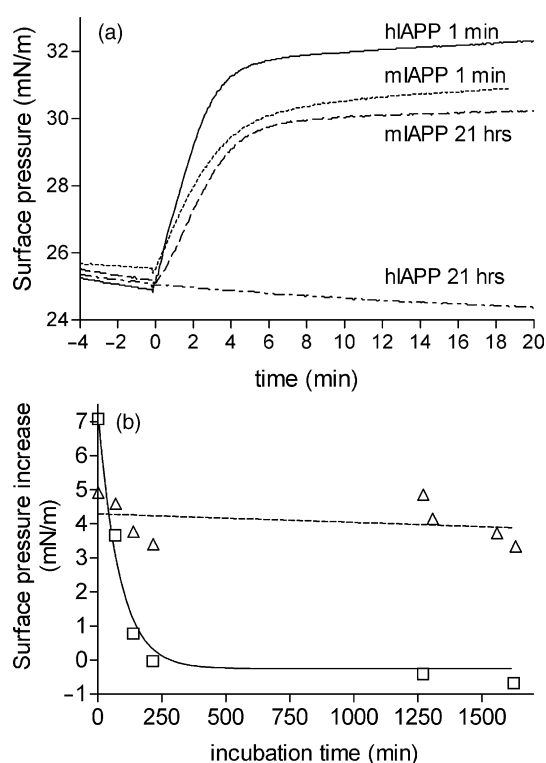 (a)
hIAPP 1 min
mIAPP 1 min
mIAPP 21 hrs
hIAPP 21 hrs
Surface pressure (mN/m)
32
30
28
26
24
−4 −2 0 2 4 6 8 10 12 14 16 18 20
time (min)
(b)
Surface pressure increase
(mN/m)
7
6
5
4
3
2
1
0
−1
0 250 500 750 1000 1250 1500
incubation time (min)